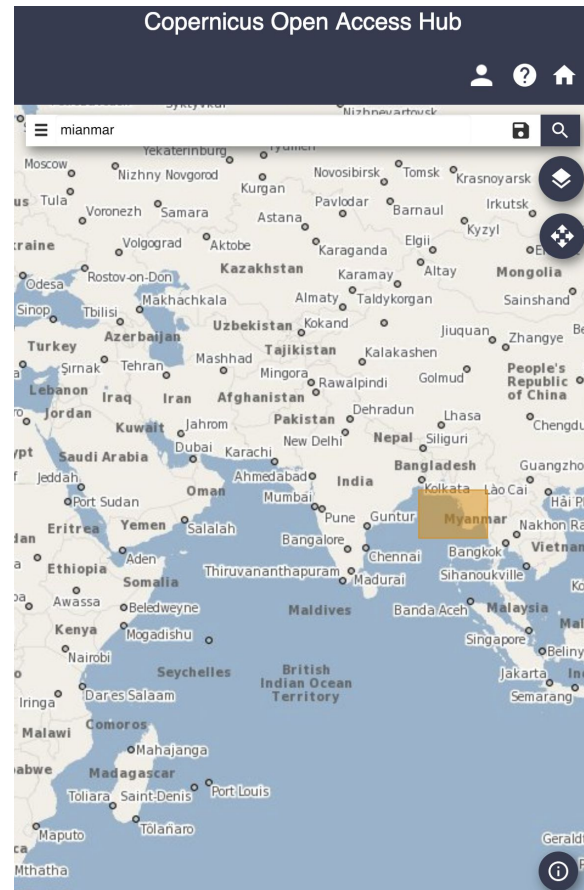 Copernicus Open Access Hub
Nizhnevartovsk
mianmar
Yekaterinburg
Moscow
Nizhny Novgorod
Novosibirsk
Tomsk
Krasnoyarsk
Kurgan
Tula
Pavlodar
Irkutsk
Voronezh
Samara
Astana
Barnaul
Kyzyl
Volgograd
Aktobe
Karaganda
Elgii
Odesa
Rostov-on-Don
Kazakhstan
Karamay
Altay
Mongolia
Makhachkala
Almaty
Taldykorgan
Sainshand
Sinop
Tbilisi
Uzbekistan
Kokand
Jiuquan
Zhangye
Turkey
Azerbaijan
Tajikistan
Kalakashen
Şırnak
Tehran
Mashhad
Mingora
Rawalpindi
Golmud
People's
Republic
of China
Lebanon
Iraq
Iran
Afghanistan
Jordan
Pakistan
Dehradun
Lhasa
Kuwait
Jahrom
New Delhi
Nepal
Siliguri
Chengdu
Saudi Arabia
Dubai
Karachi
Bangladesh
Jeddah
Ahmedabad
India
Kolkata
Lào Cai
Guangzho
Port Sudan
Oman
Mumbai
Hải P
Eritrea
Yemen
Salalah
Pune
Guntur
Myanmar
Nakhon Ra
Aden
Bangalore
Chennai
Bangkok
Vietnam
Ethiopia
Somalia
Thiruvananthapuram
Madurai
Sihanoukville
Awassa
Beledweyne
Maldives
Banda Aceh
Malaysia
Kenya
Mogadishu
Singapore
Nairobi
Beliny
Seychelles
British
Indian Ocean
Territory
Jakarta
Iringa
Dar es Salaam
Semarang
Malawi
Comoros
Mahajanga
Madagascar
Toliara
Saint-Denis
Port Louis
Maputo
Tôlanaro
Mthatha
Gerald